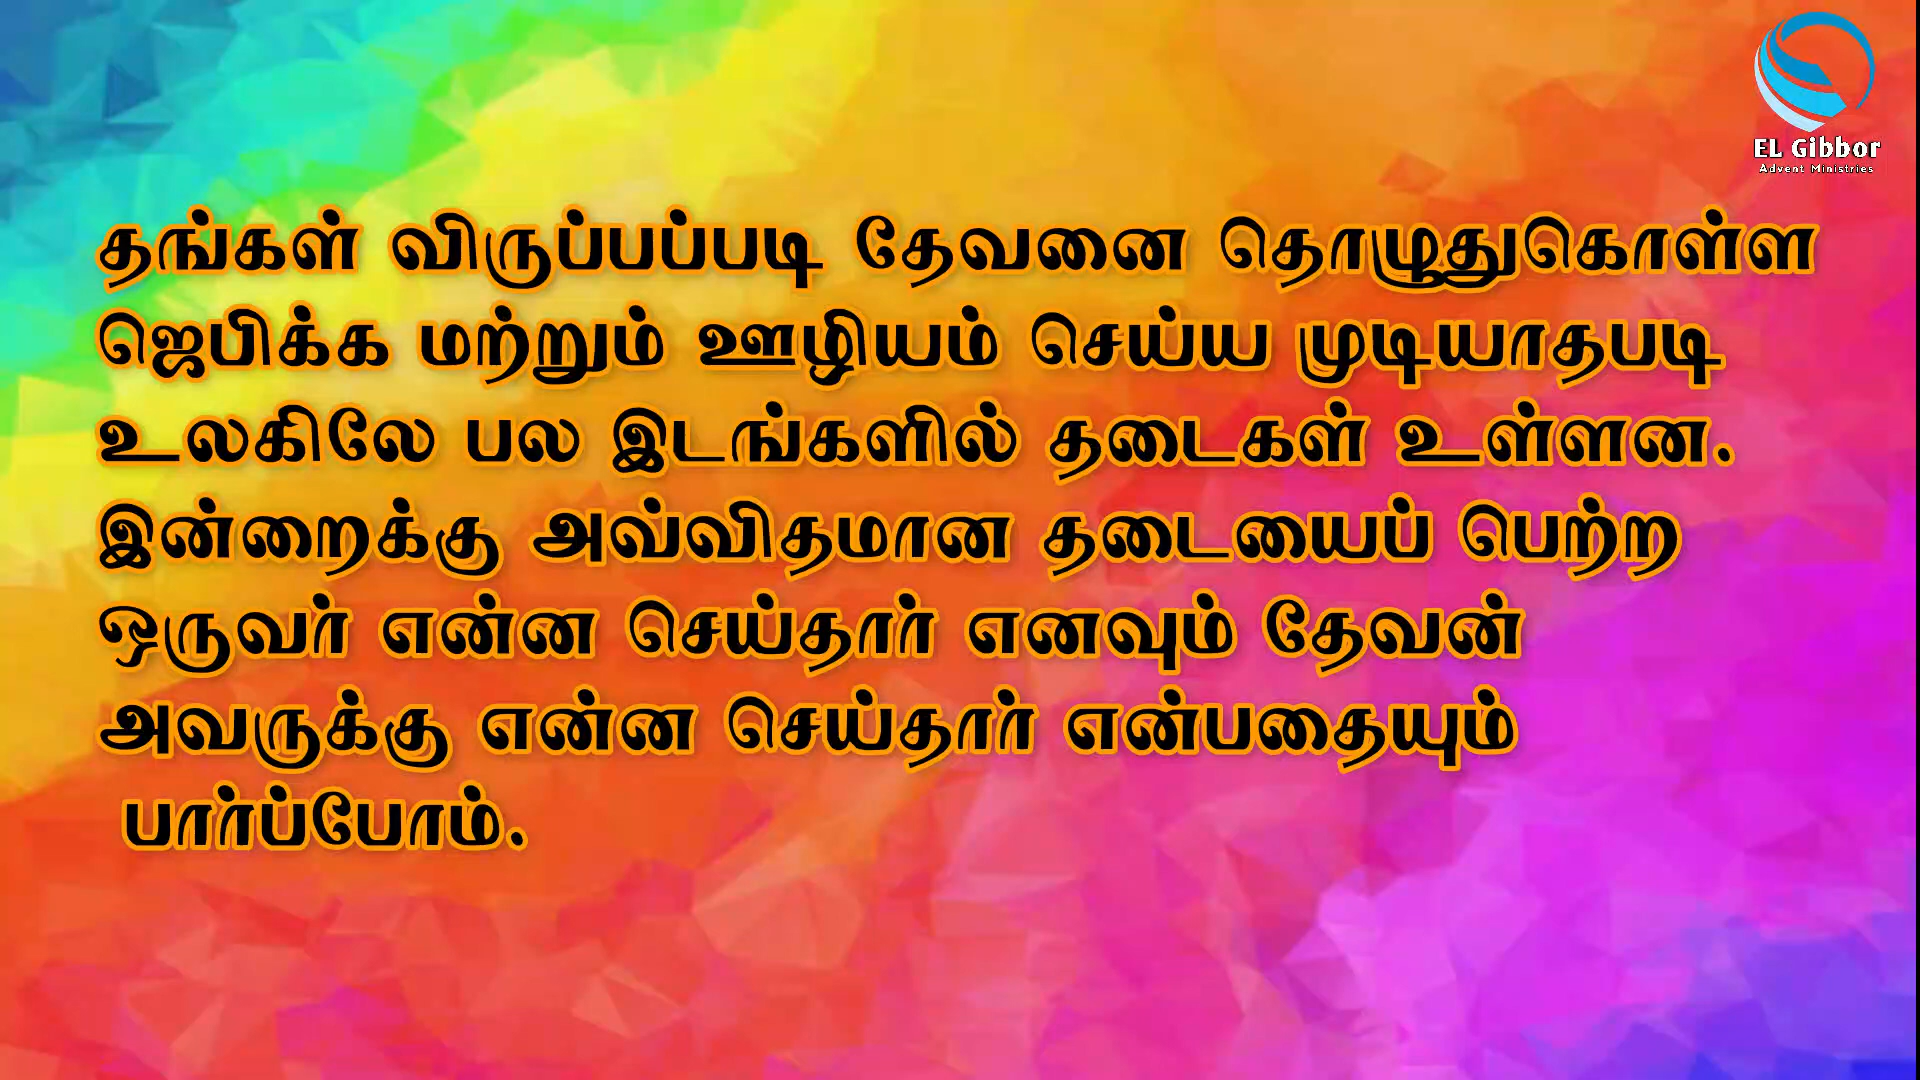 EL Gibbor
Advent Ministries
தங்கள் விருப்பப்படி தேவனை தொழுதுகொள்ள
ஜெபிக்க மற்றும் ஊழியம் செய்ய முடியாதபடி
உலகிலே பல இடங்களில் தடைகள் உள்ளன.
இன்றைக்கு அவ்விதமான தடையைப் பெற்ற
ஒருவர் என்ன செய்தார் எனவும் தேவன்
அவருக்கு என்ன செய்தார் என்பதையும்
பார்ப்போம்.